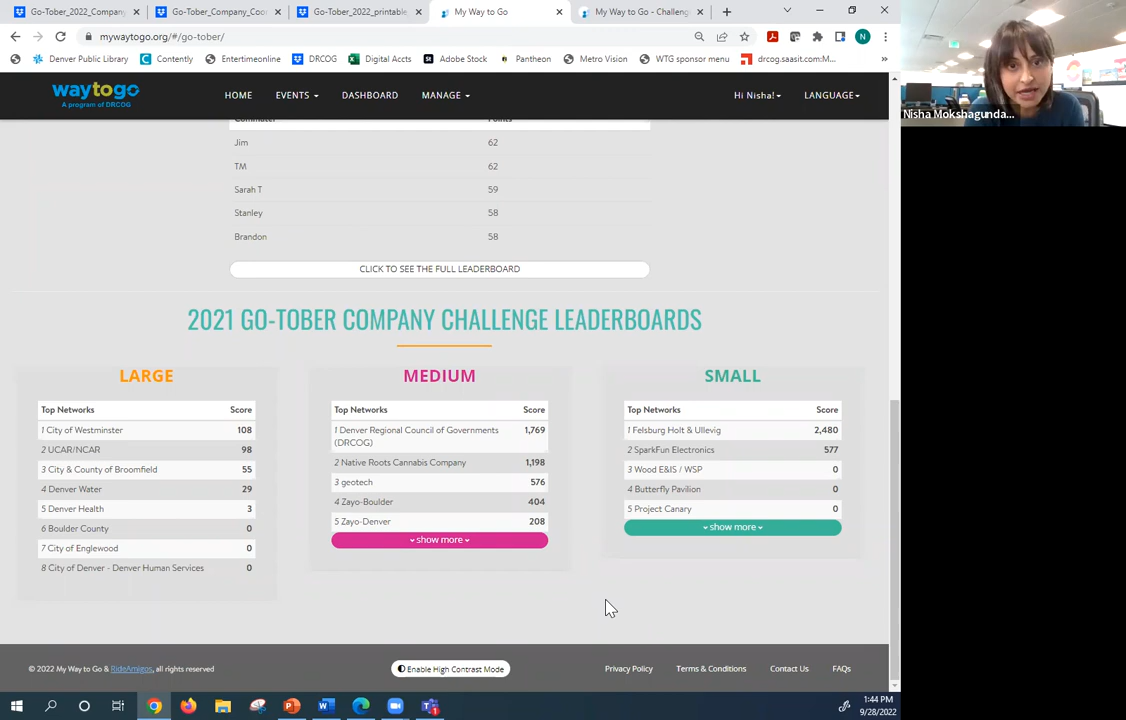 Go-Tober_2022_Company
Go-Tober_Company_Coo
Go-Tober_2022_printable
My Way to Go
My Way to Go - Challeng
mywaytogo.org/#/go-tober/
N
Denver Public Library
Contently
Entertimeonline
DRCOG
Digital Accts
St Adobe Stock
Pantheon
Metro Vision
WTG sponsor menu
drcog.saasit.com:M...
»
waytogo
A program of DRCOG
HOME
EVENTS
DASHBOARD
MANAGE
Hi Nisha!
LANGUAGE
Nisha Mokshagunda...
Commuter Points
Jim 62
TM 62
Sarah T 59
Stanley 58
Brandon 58
CLICK TO SEE THE FULL LEADERBOARD
2021 GO-TOBER COMPANY CHALLENGE LEADERBOARDS
LARGE
Top Networks Score
1 City of Westminster 108
2 UCAR/NCAR 98
3 City & County of Broomfield 55
4 Denver Water 29
5 Denver Health 3
6 Boulder County 0
7 City of Englewood 0
8 City of Denver - Denver Human Services 0
MEDIUM
Top Networks Score
1 Denver Regional Council of Governments 1,769
(DRCOG)
2 Native Roots Cannabis Company 1,198
3 geotech 576
4 Zayo-Boulder 404
5 Zayo-Denver 208
show more
SMALL
Top Networks Score
1 Felsburg Holt & Ullevig 2,480
2 SparkFun Electronics 577
3 Wood E&IS / WSP 0
4 Butterfly Pavilion 0
5 Project Canary 0
show more
© 2022 My Way to Go & RideAmigos, all rights reserved
Enable High Contrast Mode
Privacy Policy
Terms & Conditions
Contact Us
FAQs
1:44 PM
9/28/2022